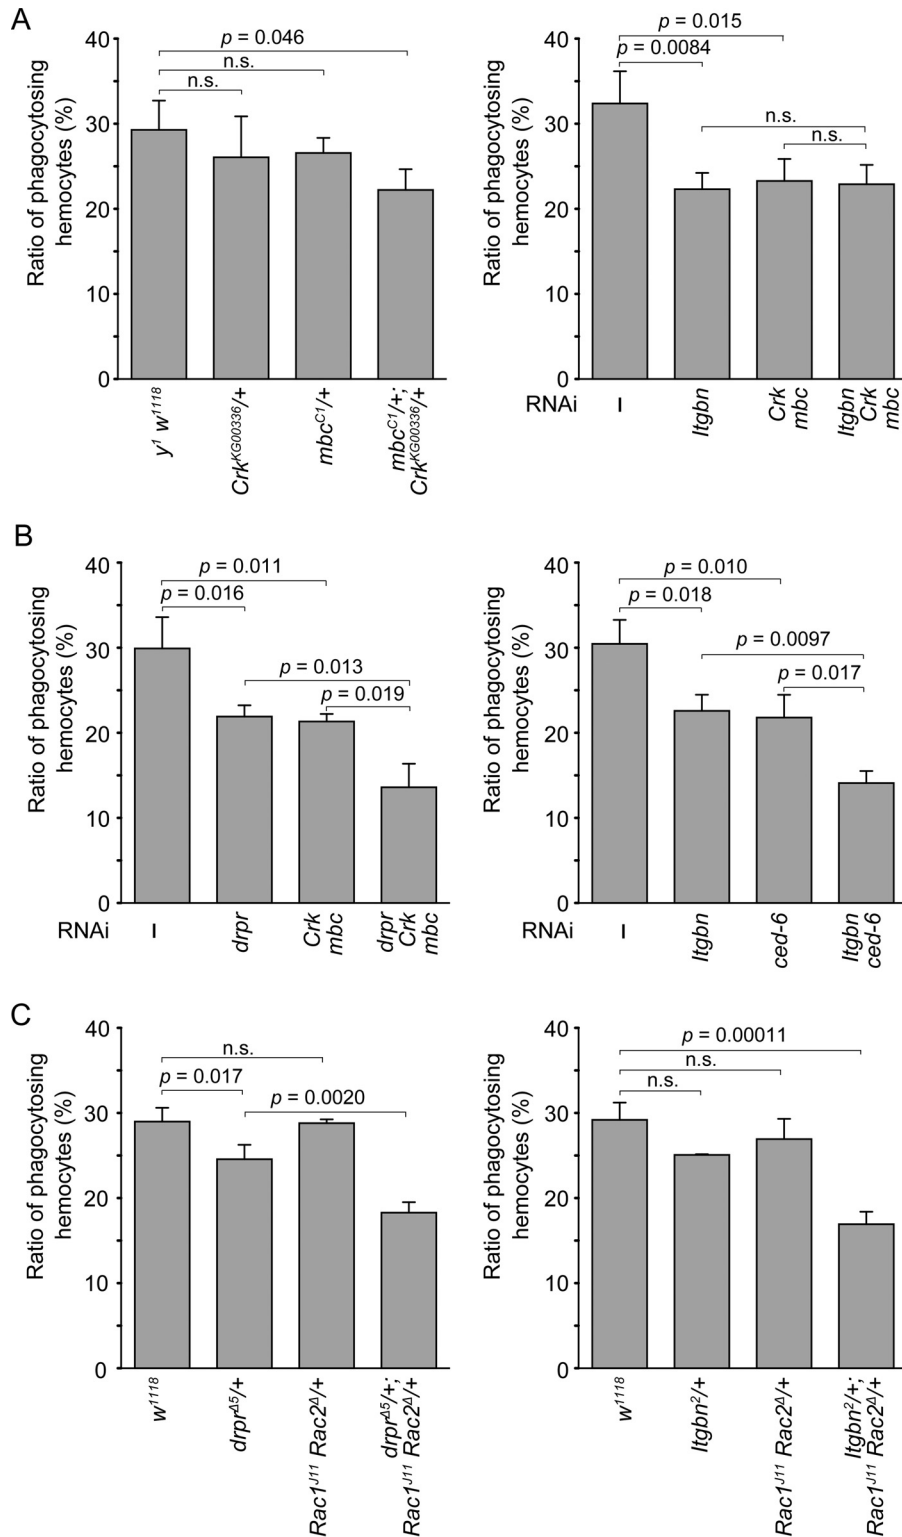 A
Ratio of phagocytosing
hemocytes (%)
40
30
20
10
0
p = 0.046
n.s.
n.s.
y¹ w¹¹¹⁸
Crkᴷᴳ⁰⁰³³⁶/+
mbcᶜ¹/+
mbcᶜ¹/+;
Crkᴷᴳ⁰⁰³³⁶/+
Ratio of phagocytosing
hemocytes (%)
40
30
20
10
0
p = 0.015
p = 0.0084
n.s.
n.s.
RNAi
–
Itgbn
Crk
mbc
Itgbn
Crk
mbc
B
Ratio of phagocytosing
hemocytes (%)
40
30
20
10
0
p = 0.011
p = 0.016
p = 0.013
p = 0.019
RNAi
–
drpr
Crk
mbc
drpr
Crk
mbc
Ratio of phagocytosing
hemocytes (%)
40
30
20
10
0
p = 0.010
p = 0.018
p = 0.0097
p = 0.017
RNAi
–
Itgbn
ced-6
Itgbn
ced-6
C
Ratio of phagocytosing
hemocytes (%)
40
30
20
10
0
n.s.
p = 0.017
p = 0.0020
w¹¹¹⁸
drprᐞ⁵/+
Rac1ᴶ¹¹ Rac2ᐞ/+
drprᐞ⁵/+;
Rac1ᴶ¹¹ Rac2ᐞ/+
Ratio of phagocytosing
hemocytes (%)
40
30
20
10
0
p = 0.00011
n.s.
n.s.
w¹¹¹⁸
Itgbn²/+
Rac1ᴶ¹¹ Rac2ᐞ/+
Itgbn²/+;
Rac1ᴶ¹¹ Rac2ᐞ/+